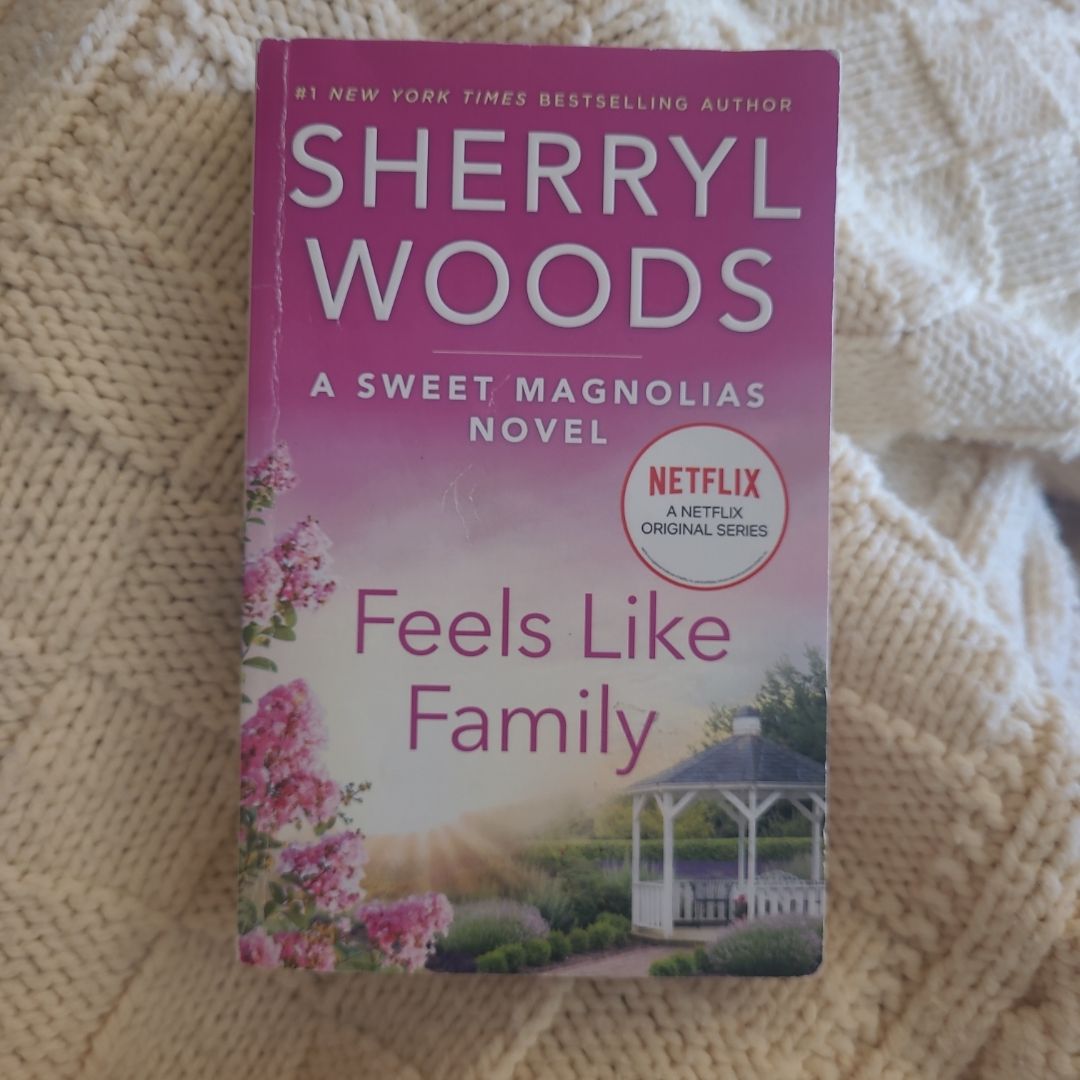 #1 NEW YORK TIMES BESTSELLING AUTHOR
SHERRYL
WOODS
A SWEET MAGNOLIAS
NOVEL
NETFLIX
A NETFLIX
ORIGINAL SERIES
Feels Like
Family